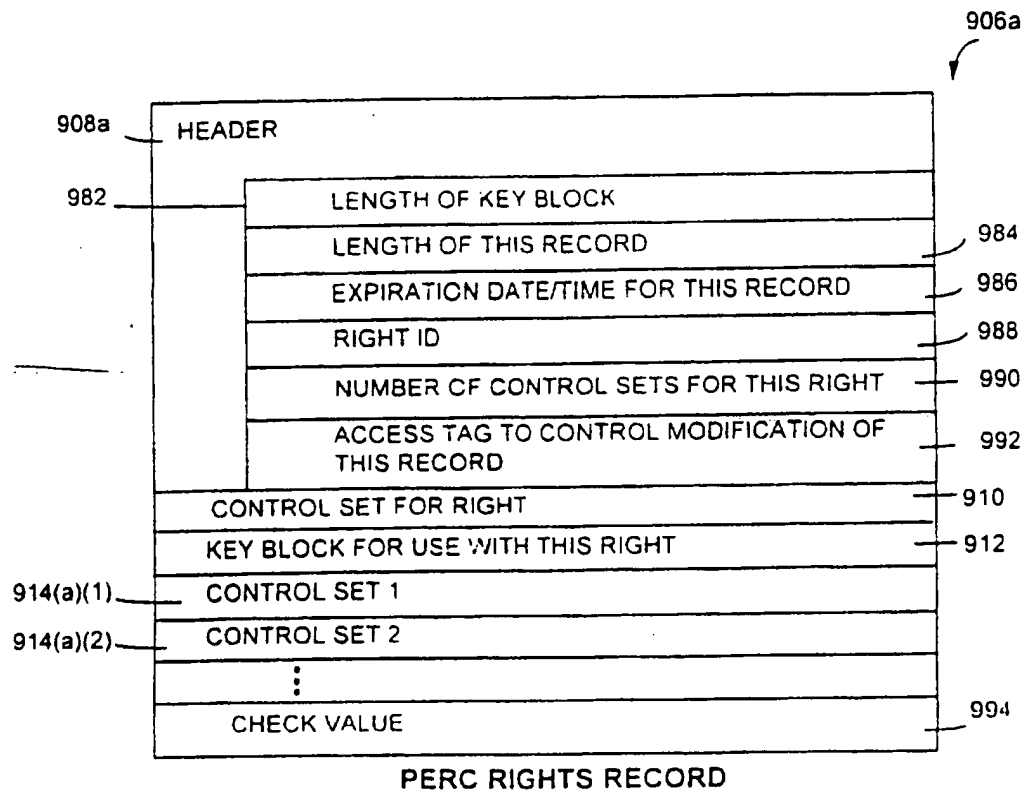 906a
908a HEADER
982 LENGTH OF KEY BLOCK
LENGTH OF THIS RECORD 984
EXPIRATION DATE/TIME FOR THIS RECORD 986
RIGHT ID 988
NUMBER CF CONTROL SETS FOR THIS RIGHT 990
ACCESS TAG TO CONTROL MODIFICATION OF
THIS RECORD 992
CONTROL SET FOR RIGHT 910
KEY BLOCK FOR USE WITH THIS RIGHT 912
914(a)(1) CONTROL SET 1
914(a)(2) CONTROL SET 2
CHECK VALUE 994
PERC RIGHTS RECORD